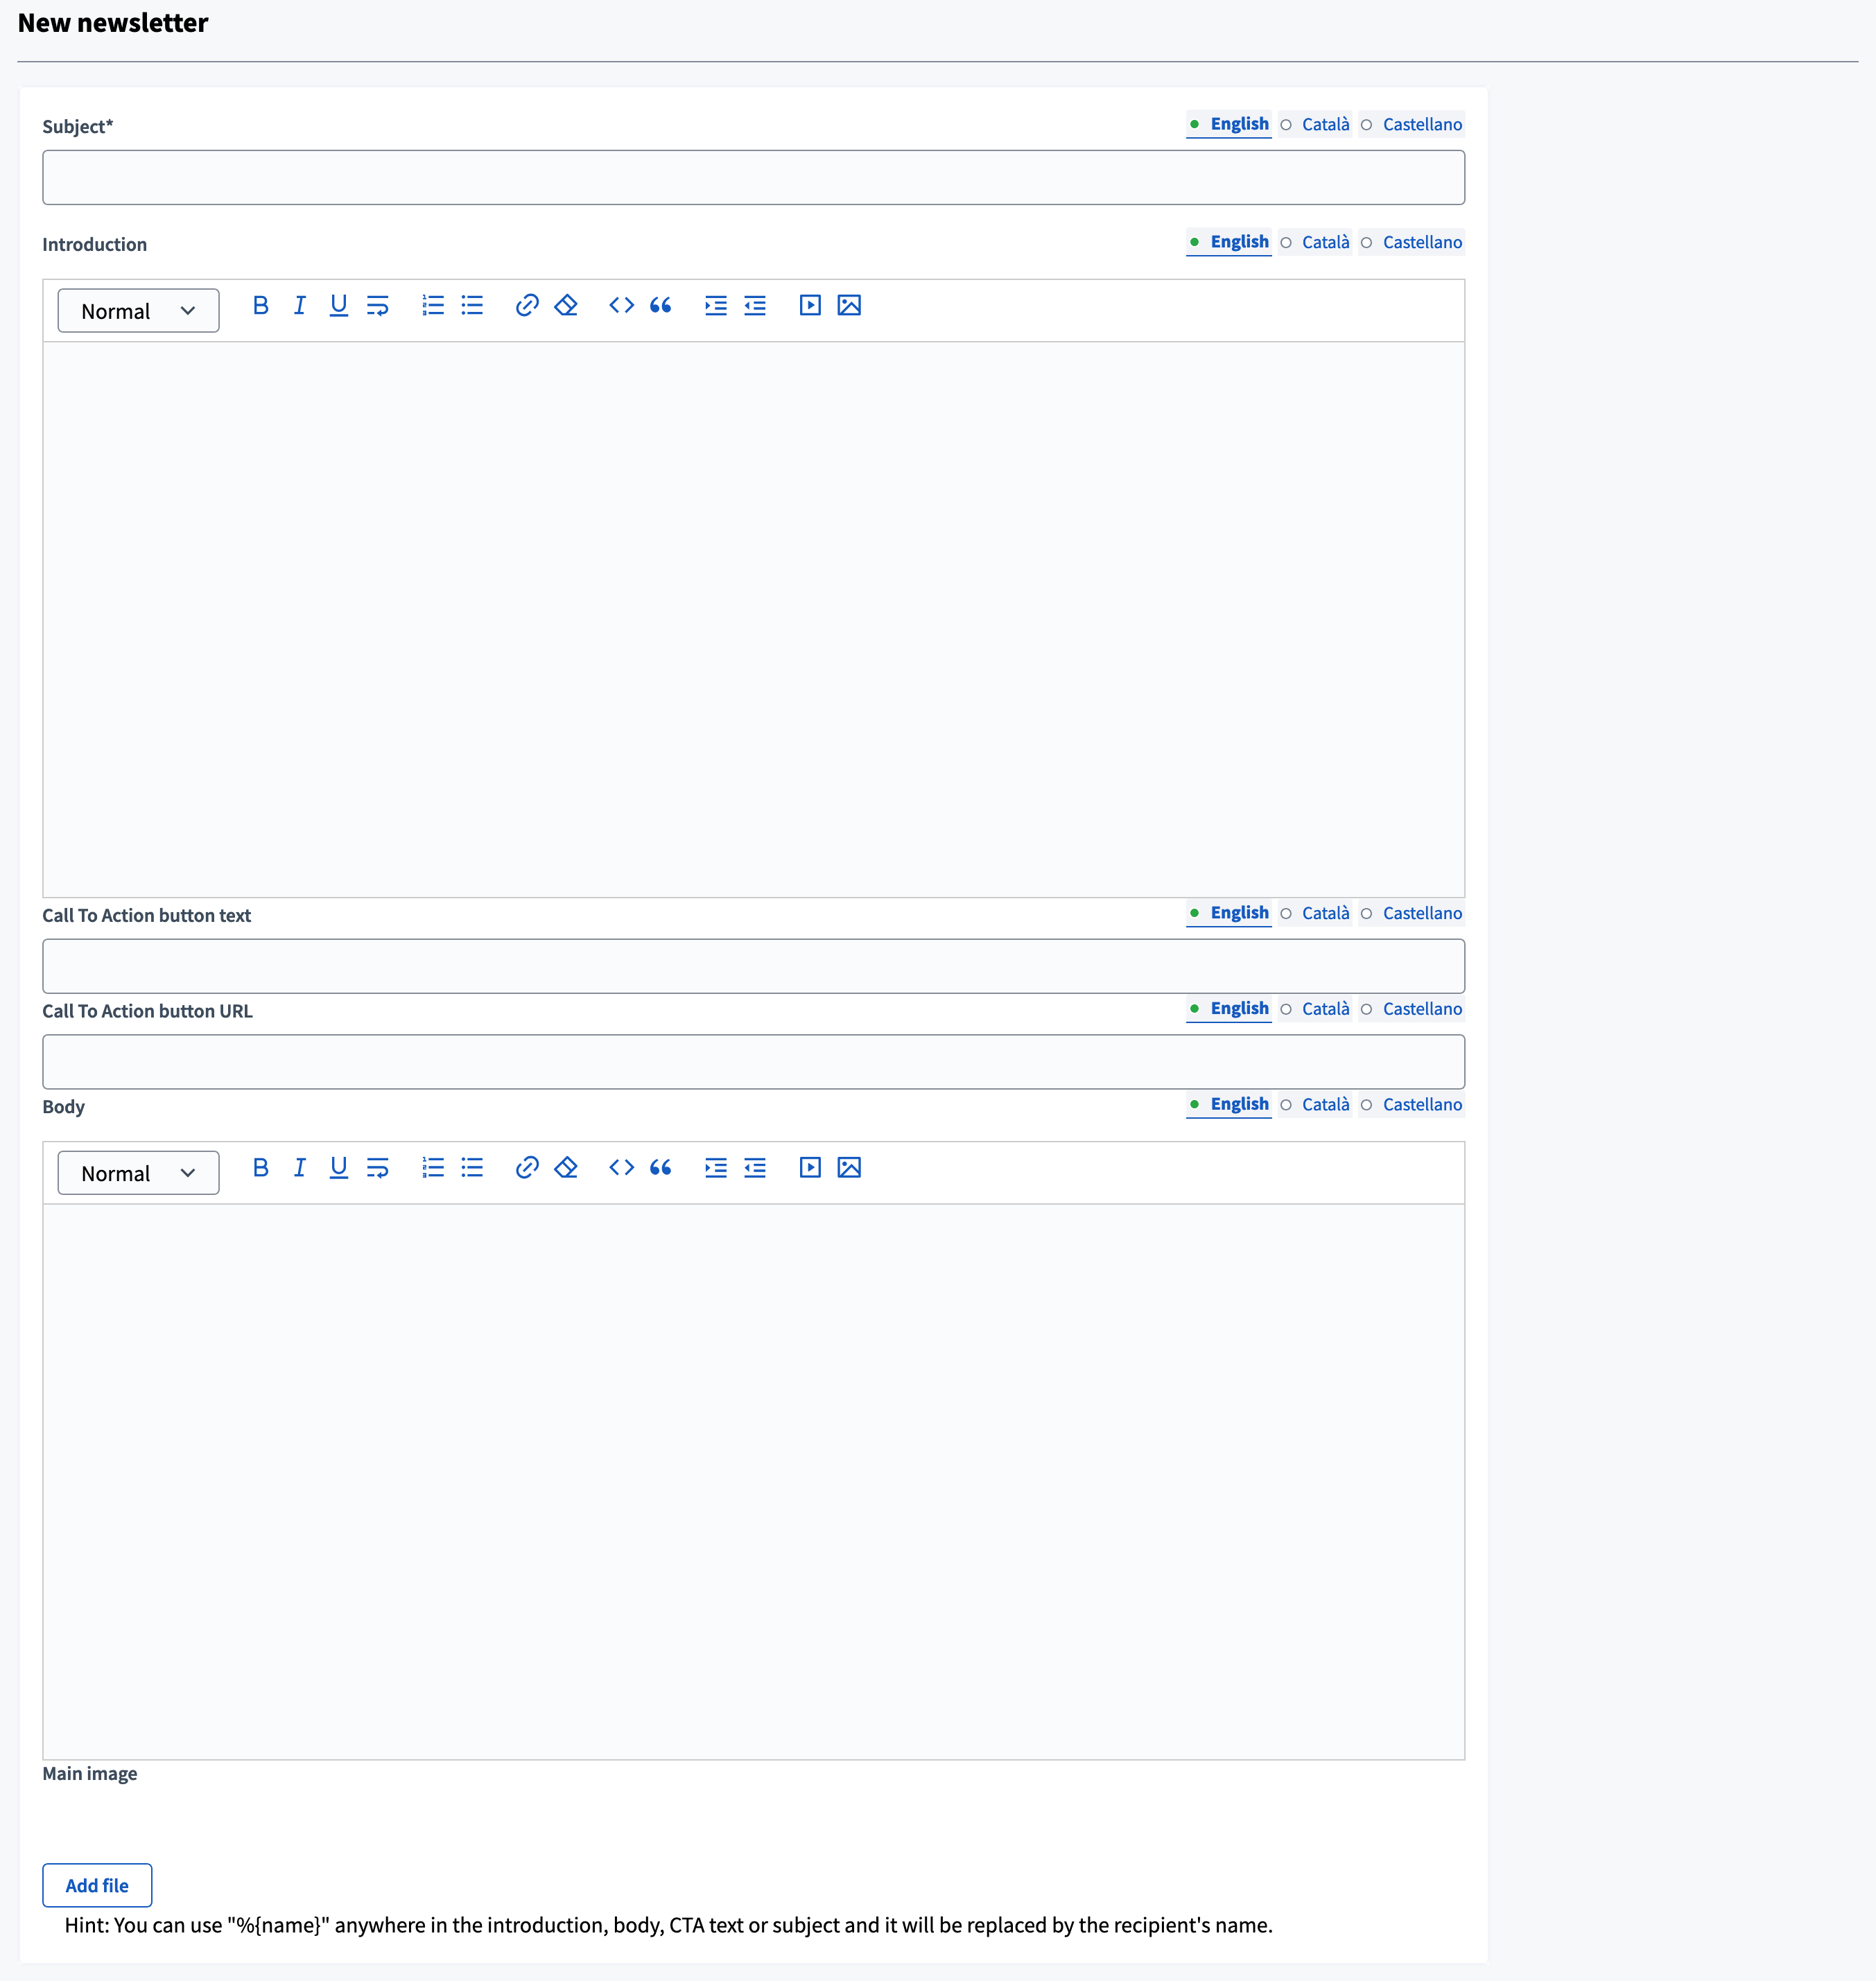 New newsletter
Subject*
English Català Castellano
Introduction
English Català Castellano
Normal
Call To Action button text
English Català Castellano
Call To Action button URL
English Català Castellano
Body
English Català Castellano
Normal
Main image
Add file
Hint: You can use "%{name}" anywhere in the introduction, body, CTA text or subject and it will be replaced by the recipient's name.